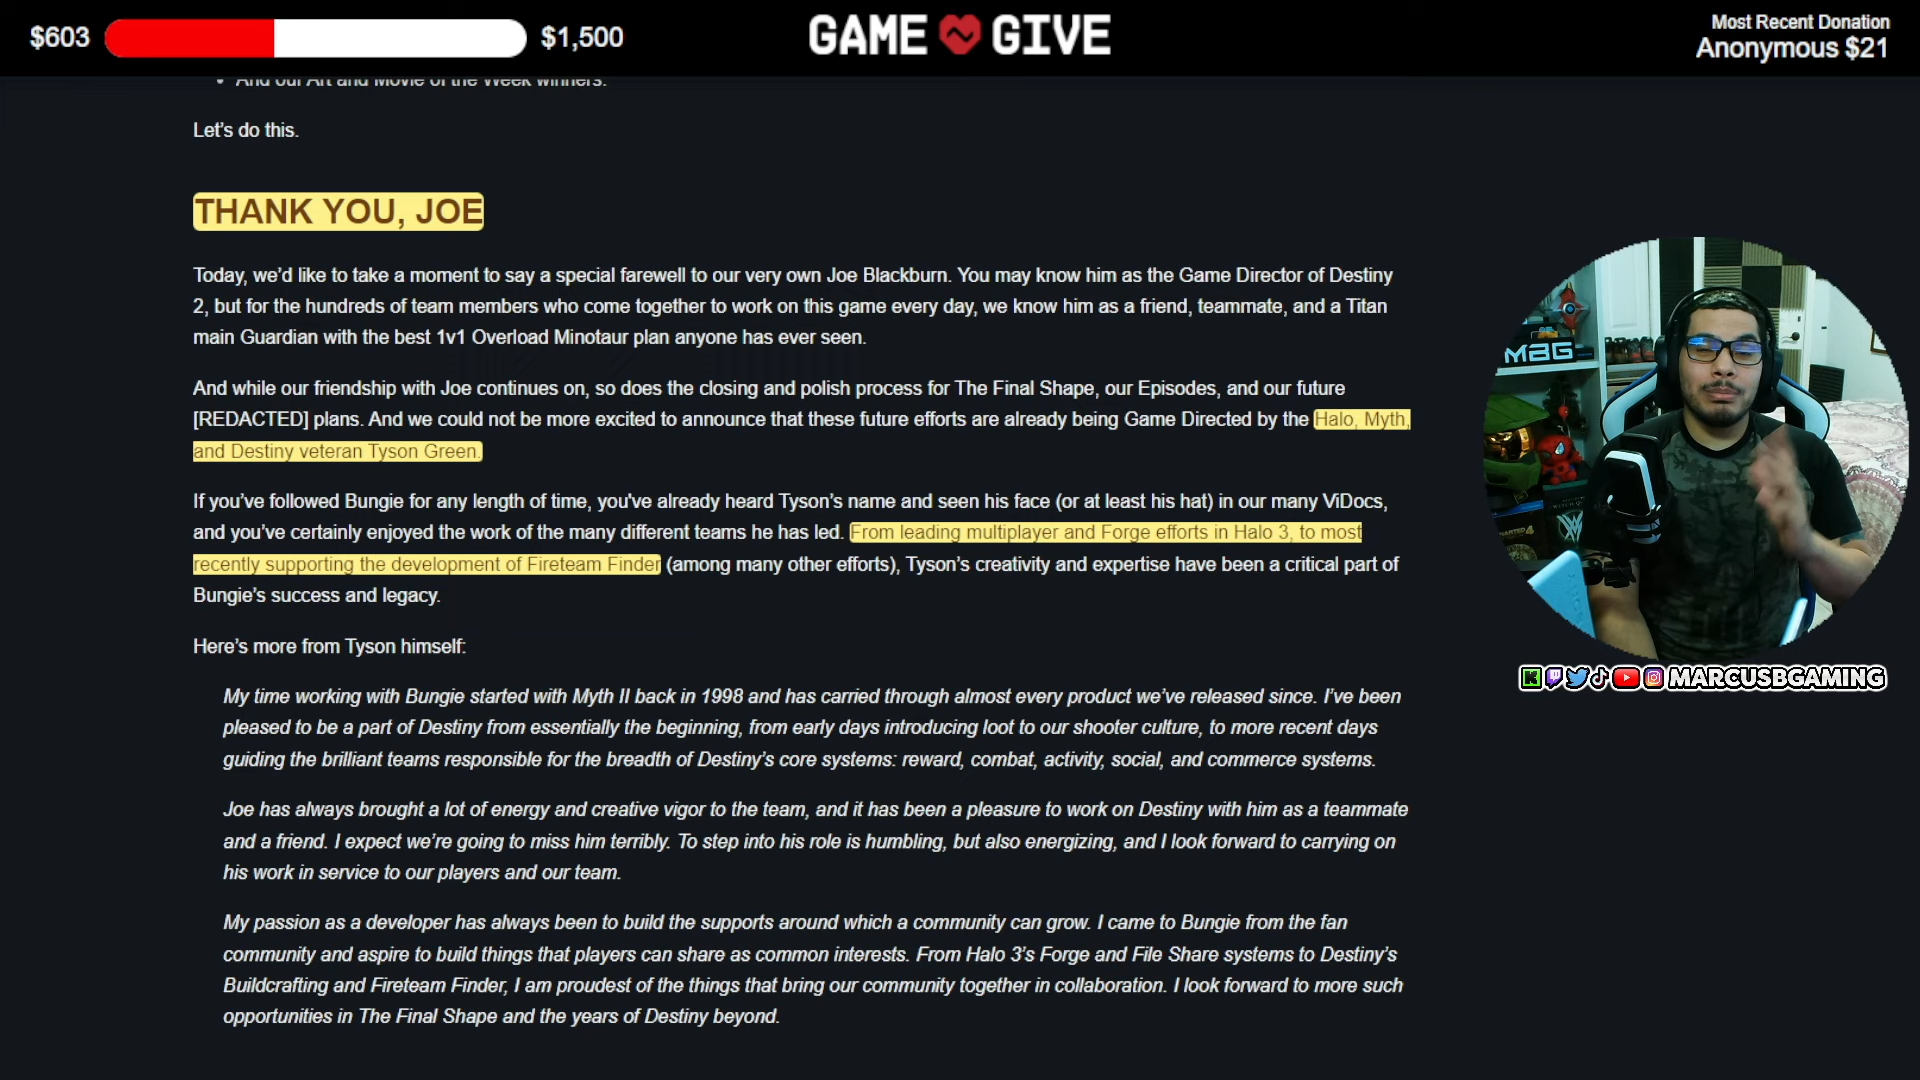 $603
$1,500
GAME GIVE
Most Recent Donation
Anonymous $21
And our Art and Movie of the Week winners.
Let's do this.
THANK YOU, JOE
Today, we'd like to take a moment to say a special farewell to our very own Joe Blackburn. You may know him as the Game Director of Destiny
2, but for the hundreds of team members who come together to work on this game every day, we know him as a friend, teammate, and a Titan
main Guardian with the best 1v1 Overload Minotaur plan anyone has ever seen.
And while our friendship with Joe continues on, so does the closing and polish process for The Final Shape, our Episodes, and our future
[REDACTED] plans. And we could not be more excited to announce that these future efforts are already being Game Directed by the Halo, Myth,
and Destiny veteran Tyson Green.
If you've followed Bungie for any length of time, you've already heard Tyson's name and seen his face (or at least his hat) in our many ViDocs,
and you've certainly enjoyed the work of the many different teams he has led. From leading multiplayer and Forge efforts in Halo 3, to most
recently supporting the development of Fireteam Finder (among many other efforts), Tyson's creativity and expertise have been a critical part of
Bungie's success and legacy.
Here's more from Tyson himself:
My time working with Bungie started with Myth II back in 1998 and has carried through almost every product we've released since. I've been
pleased to be a part of Destiny from essentially the beginning, from early days introducing loot to our shooter culture, to more recent days
guiding the brilliant teams responsible for the breadth of Destiny's core systems: reward, combat, activity, social, and commerce systems.
Joe has always brought a lot of energy and creative vigor to the team, and it has been a pleasure to work on Destiny with him as a teammate
and a friend. I expect we're going to miss him terribly. To step into his role is humbling, but also energizing, and I look forward to carrying on
his work in service to our players and our team.
My passion as a developer has always been to build the supports around which a community can grow. I came to Bungie from the fan
community and aspire to build things that players can share as common interests. From Halo 3's Forge and File Share systems to Destiny's
Buildcrafting and Fireteam Finder, I am proudest of the things that bring our community together in collaboration. I look forward to more such
opportunities in The Final Shape and the years of Destiny beyond.
MBG
MARCUSBGAMING